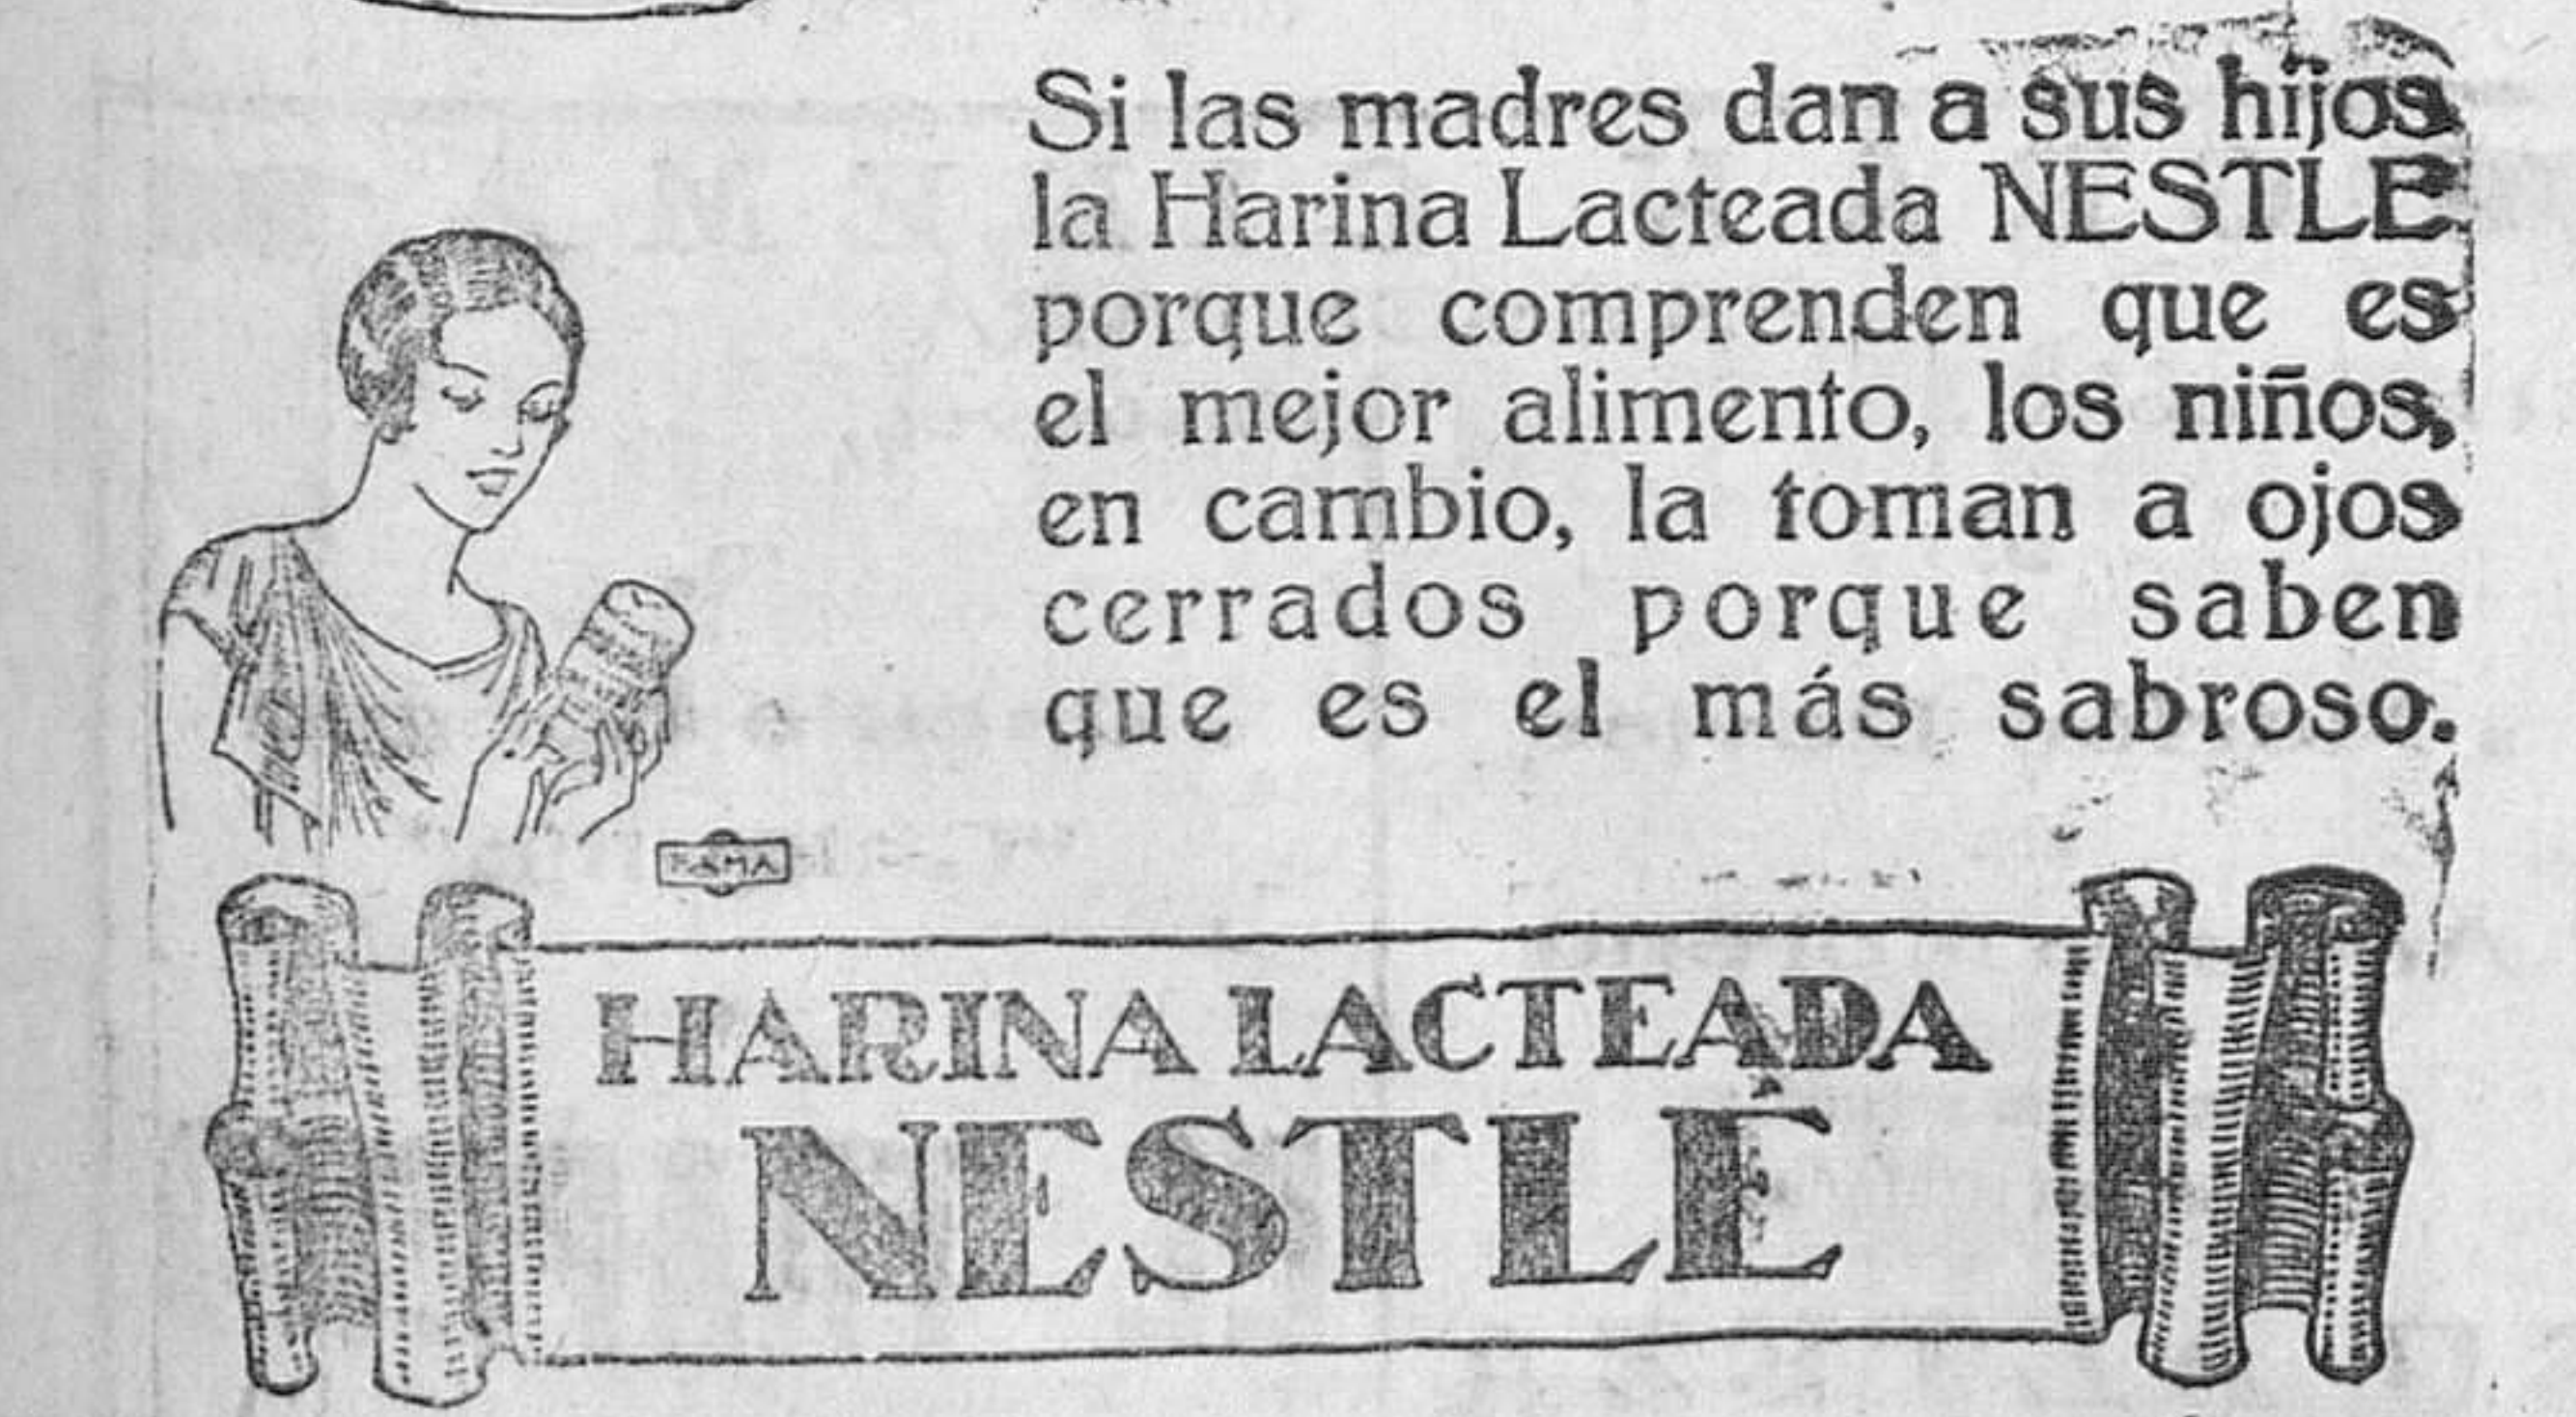 Si las madres dan a sus hijos
la Harina Lacteada NESTLE
porque comprenden que es
el mejor alimento, los niños,
en cambio, la toman a ojos
cerrados porque saben
que es el más sabroso.
FAMA
HARINA LACTEADA
NESTLÉ